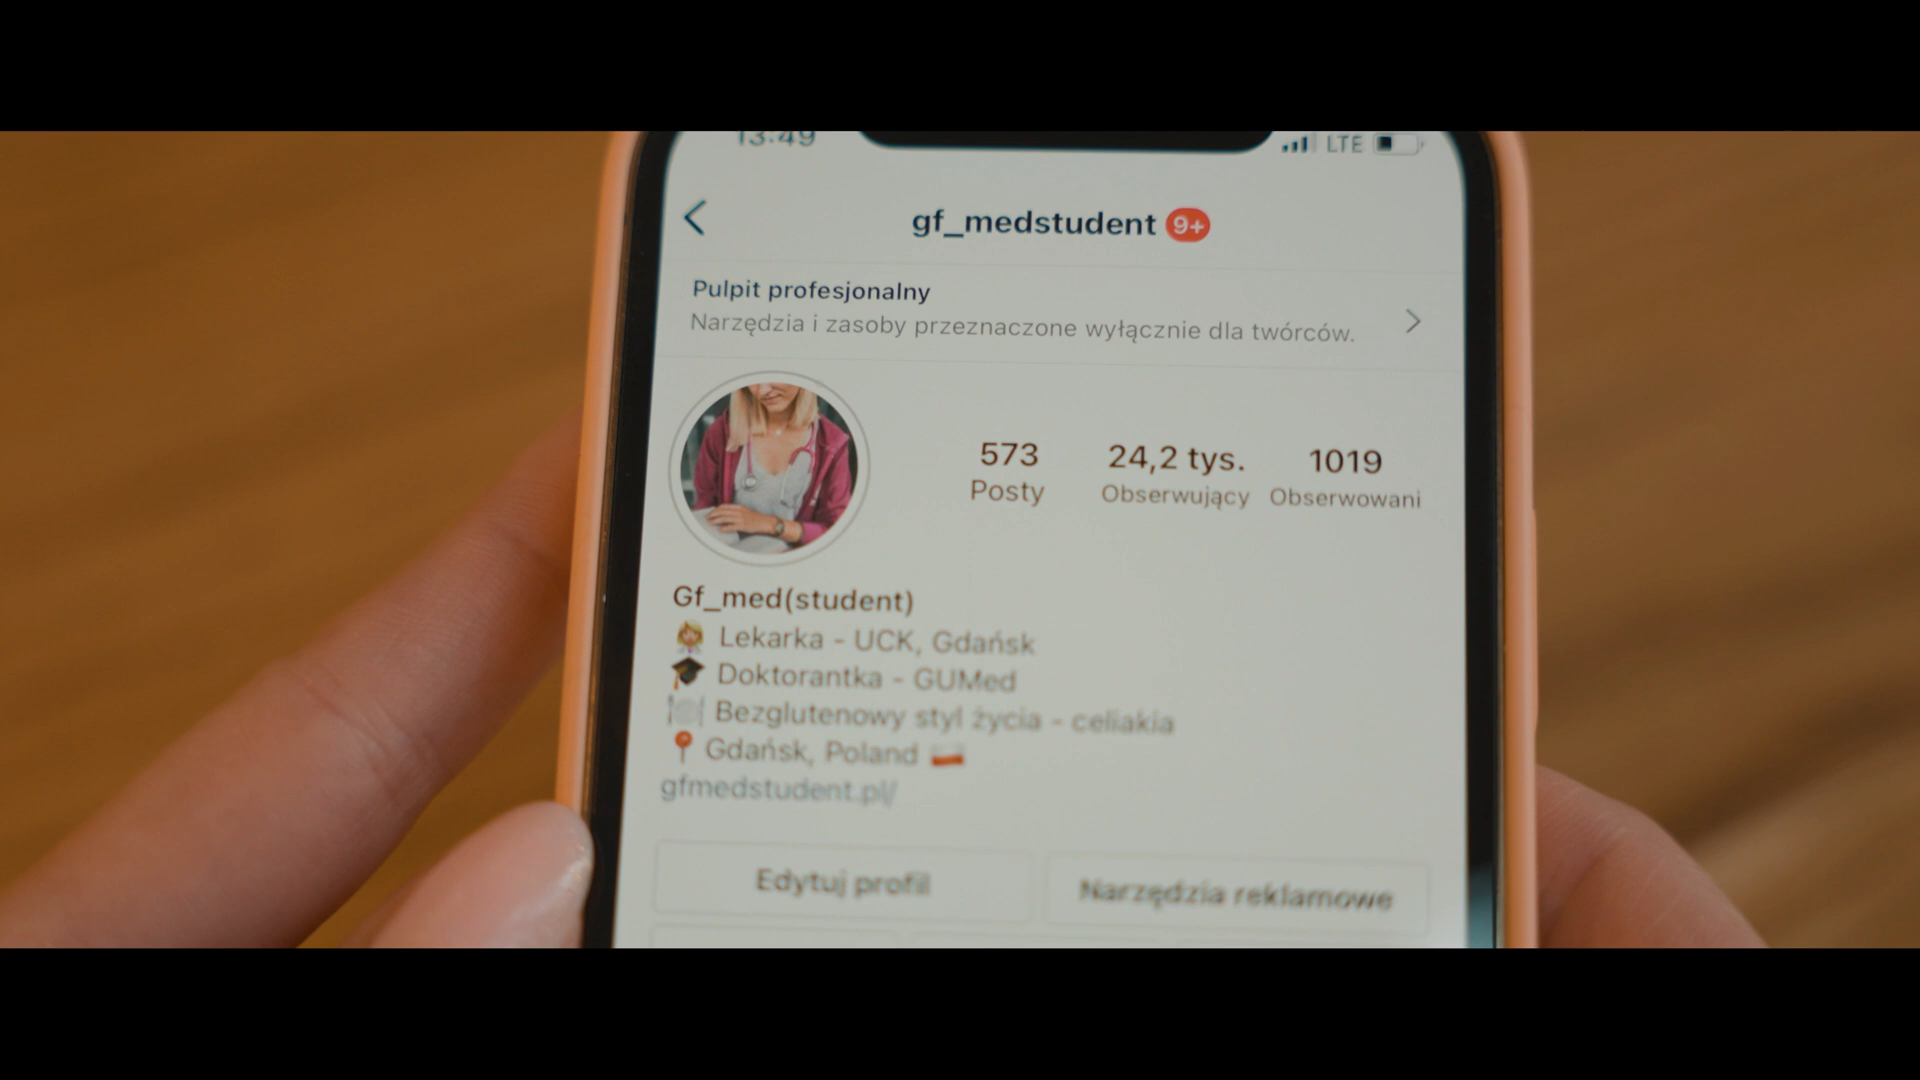 13:49
LTE
gf_medstudent 9+
Pulpit profesjonalny
Narzędzia i zasoby przeznaczone wyłącznie dla twórców.
573 24,2 tys. 1019
Posty Obserwujący Obserwowani
Gf_med(student)
Lekarka - UCK, Gdańsk
Doktorantka - GUMed
Bezglutenowy styl życia - celiakia
Gdańsk, Poland
gfmedstudent.pl/
Edytuj profil Narzędzia reklamowe